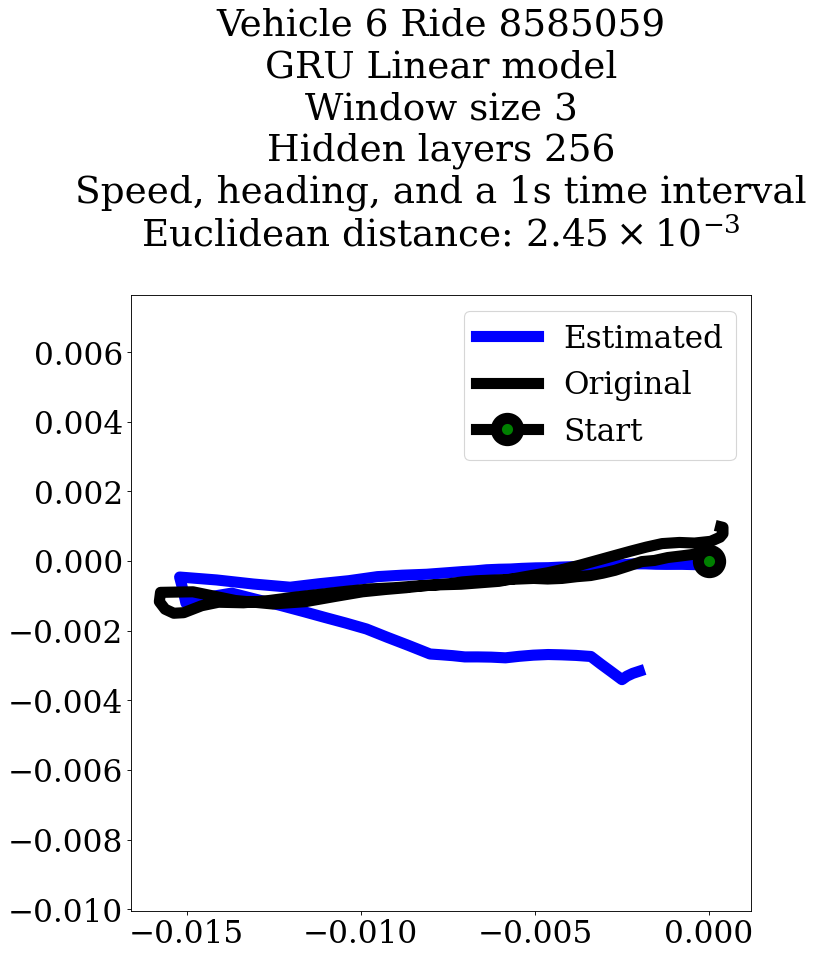 Vehicle 6 Ride 8585059
GRU Linear model
Window size 3
Hidden layers 256
Speed, heading, and a 1s time interval
Euclidean distance: 2.45 × 10⁻³
Estimated
Original
Start
0.006
0.004
0.002
0.000
−0.002
−0.004
−0.006
−0.008
−0.010
−0.015 −0.010 −0.005 0.000